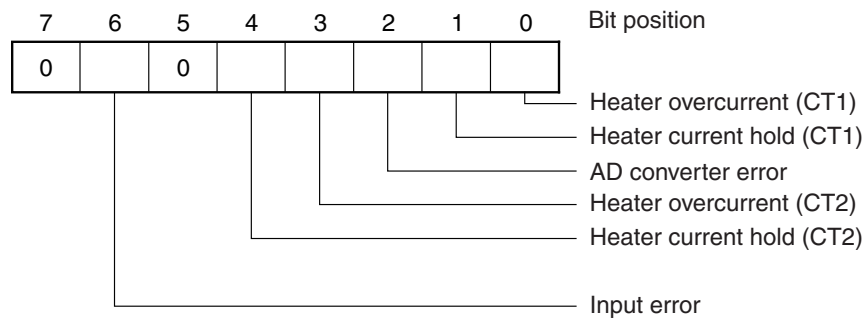 7 6 5 4 3 2 1 0 Bit position
0 0
Heater overcurrent (CT1)
Heater current hold (CT1)
AD converter error
Heater overcurrent (CT2)
Heater current hold (CT2)
Input error